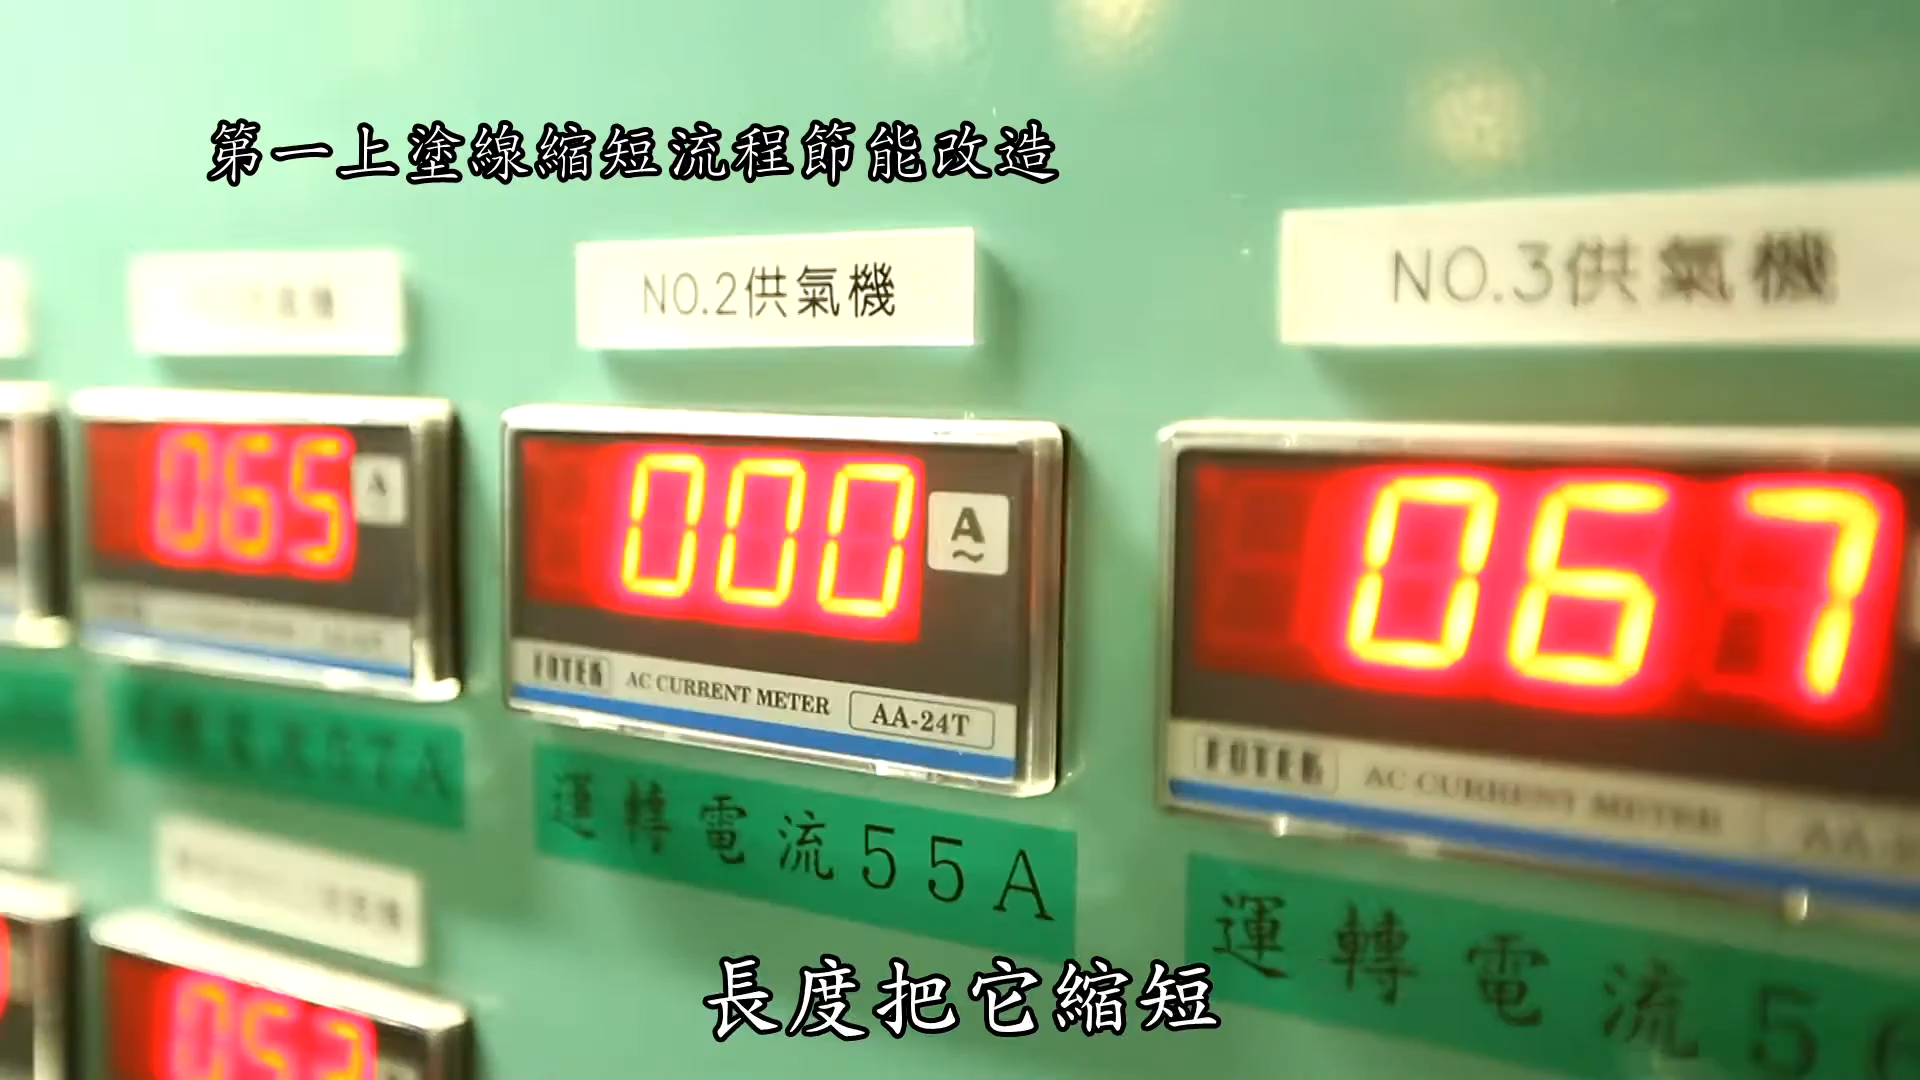 第一上塗線縮短流程節能改造
NO.2供氣機
NO.3供氣機
065
A
000
A
067
FOTEK
AC CURRENT METER
AA-24T
FOTEK
AC CURRENT METER
57A
運轉電流55A
運轉電流5
052
長度把它縮短